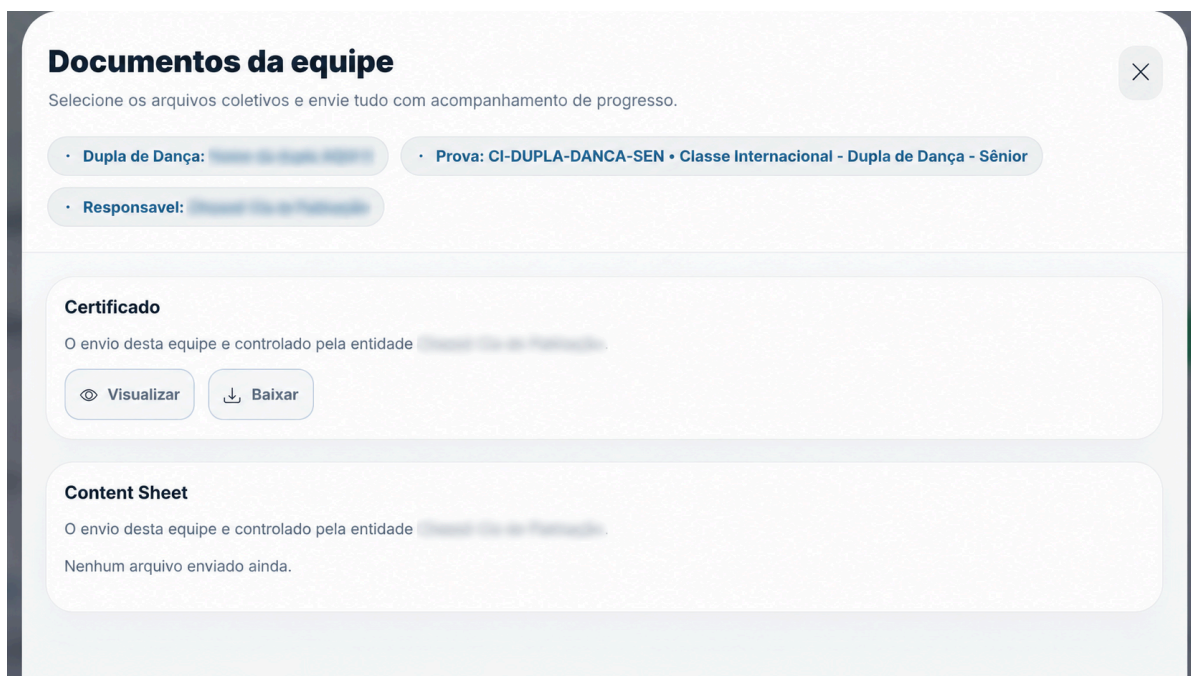 Documentos da equipe
Selecione os arquivos coletivos e envie tudo com acompanhamento de progresso.
· Dupla de Dança:
· Prova: CI-DUPLA-DANCA-SEN • Classe Internacional - Dupla de Dança - Sênior
· Responsavel:
Certificado
O envio desta equipe e controlado pela entidade
Visualizar
Baixar
Content Sheet
O envio desta equipe e controlado pela entidade
Nenhum arquivo enviado ainda.